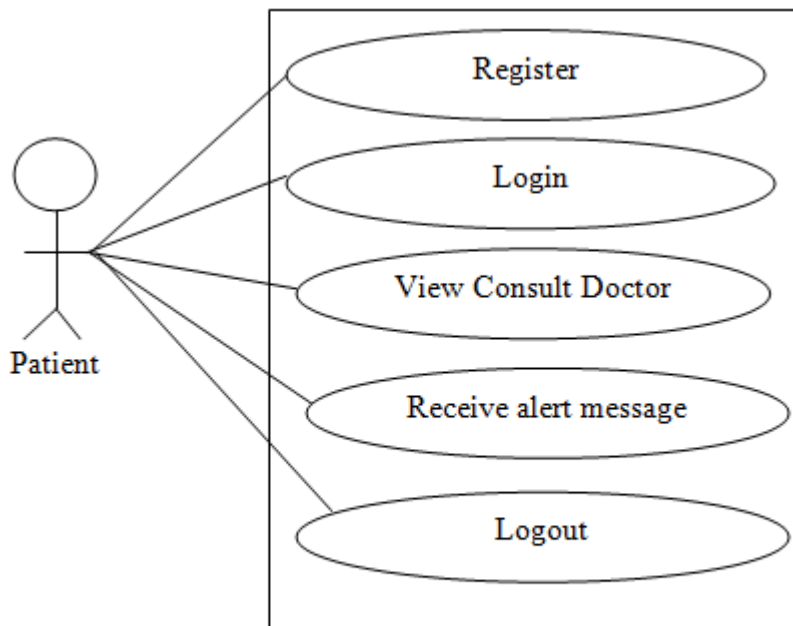 Register
Login
View Consult Doctor
Patient
Receive alert message
Logout